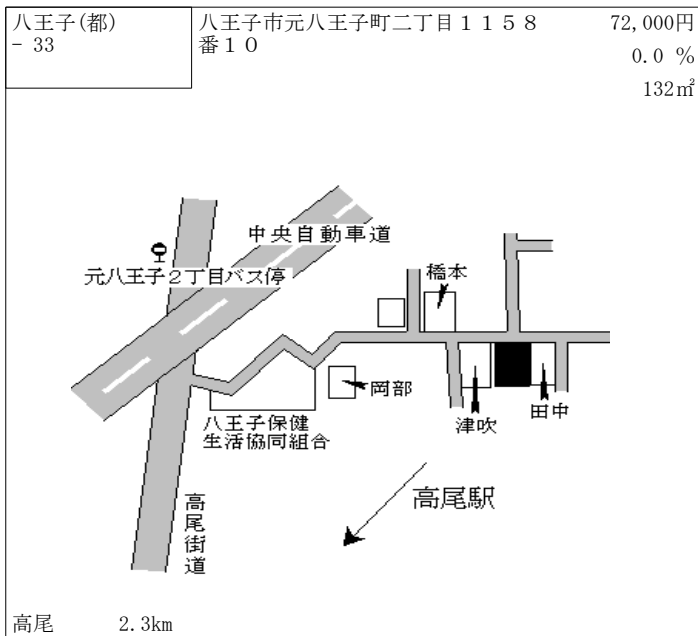 八王子(都)
- 33
八王子市元八王子町二丁目１１５８
番１０
72,000円
0.0 %
132㎡
中央自動車道
元八王子２丁目バス停
橋本
岡部
八王子保健
生活協同組合
津吹
田中
高尾駅
高尾街道
高尾 2.3km